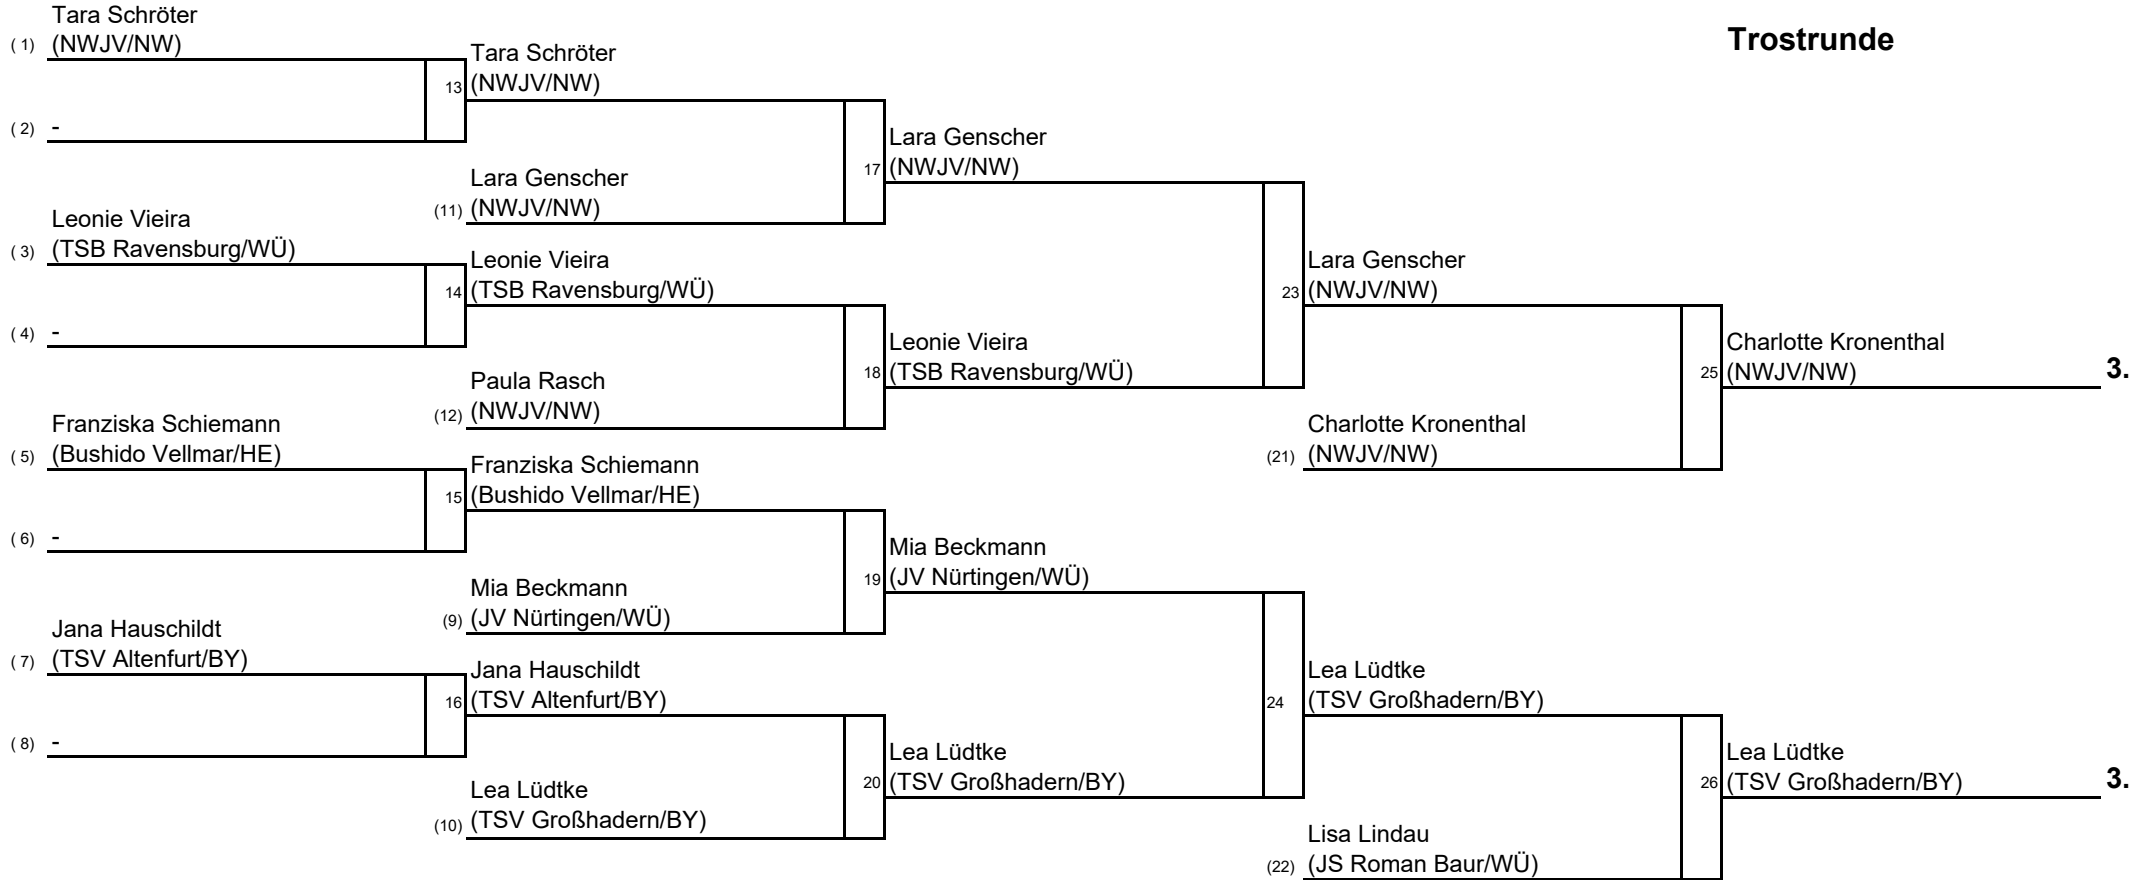 Trostrunde
Tara Schröter
( 1) (NWJV/NW)
( 2) -
Leonie Vieira
( 3) (TSB Ravensburg/WÜ)
( 4) -
Franziska Schiemann
( 5) (Bushido Vellmar/HE)
( 6) -
Jana Hauschildt
( 7) (TSV Altenfurt/BY)
( 8) -
Tara Schröter
13 (NWJV/NW)
Lara Genscher
(11) (NWJV/NW)
Leonie Vieira
14 (TSB Ravensburg/WÜ)
Paula Rasch
(12) (NWJV/NW)
Franziska Schiemann
15 (Bushido Vellmar/HE)
Mia Beckmann
(9) (JV Nürtingen/WÜ)
Jana Hauschildt
16 (TSV Altenfurt/BY)
Lea Lüdtke
(10) (TSV Großhadern/BY)
Lara Genscher
17 (NWJV/NW)
Leonie Vieira
18 (TSB Ravensburg/WÜ)
Mia Beckmann
19 (JV Nürtingen/WÜ)
Lea Lüdtke
20 (TSV Großhadern/BY)
Lara Genscher
23 (NWJV/NW)
Charlotte Kronenthal
(21) (NWJV/NW)
Lea Lüdtke
24 (TSV Großhadern/BY)
Lisa Lindau
(22) (JS Roman Baur/WÜ)
Charlotte Kronenthal
25 (NWJV/NW) 3.
Lea Lüdtke
26 (TSV Großhadern/BY) 3.